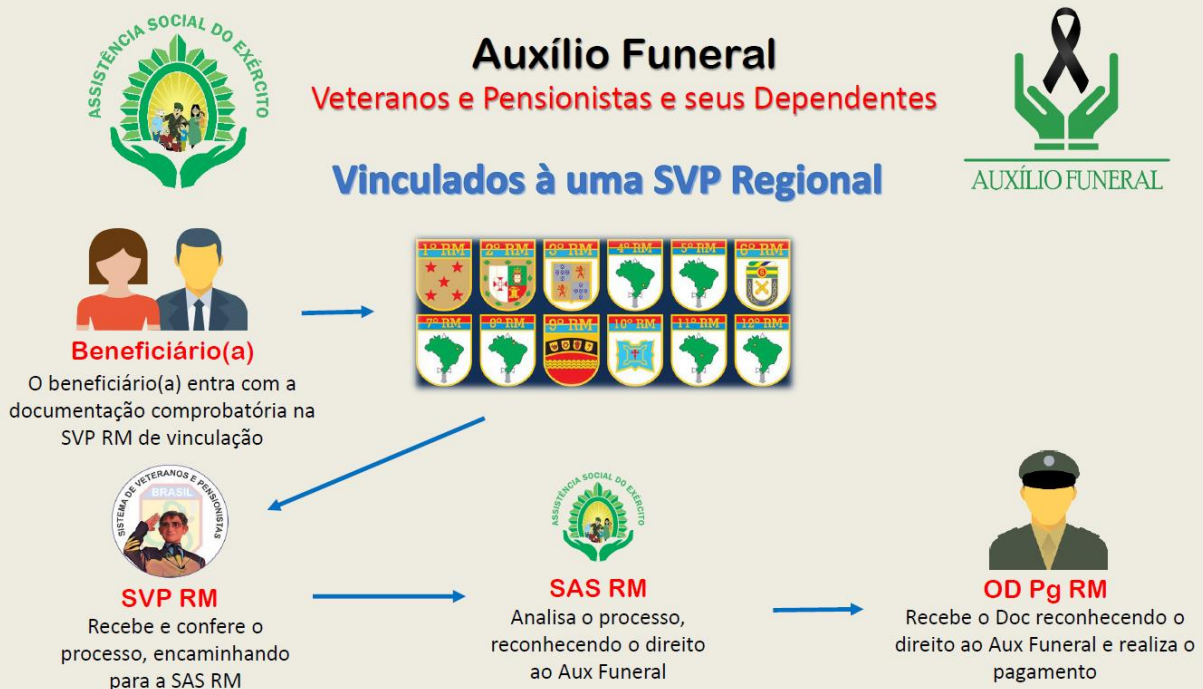 ASSISTÊNCIA SOCIAL DO EXÉRCITO
Auxílio Funeral
Veteranos e Pensionistas e seus Dependentes
Vinculados à uma SVP Regional
AUXÍLIO FUNERAL
1ª RM 2ª RM 3ª RM 4ª RM 5ª RM 6ª RM
7ª RM 8ª RM 9ª RM 10ª RM 11ª RM 12ª RM
Beneficiário(a)
O beneficiário(a) entra com a
documentação comprobatória na
SVP RM de vinculação
SISTEMA DE VETERANOS E PENSIONISTAS
BRASIL
SVP RM
Recebe e confere o
processo, encaminhando
para a SAS RM
ASSISTÊNCIA SOCIAL DO EXÉRCITO
SAS RM
Analisa o processo,
reconhecendo o direito
ao Aux Funeral
OD Pg RM
Recebe o Doc reconhecendo o
direito ao Aux Funeral e realiza o
pagamento